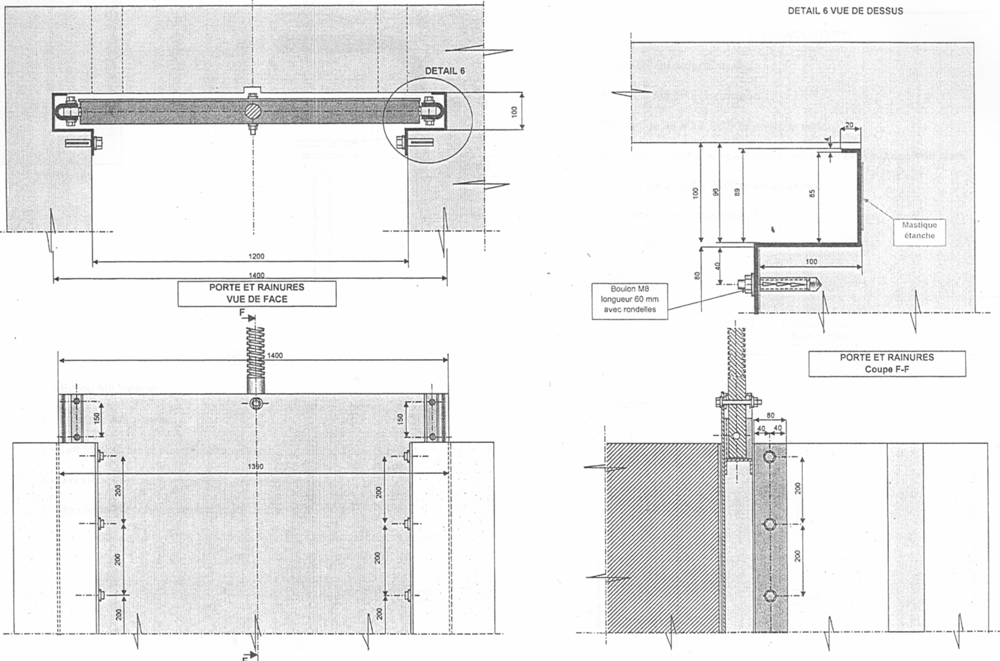 DETAIL 6
100
1200
1400
PORTE ET RAINURES
VUE DE FACE
DETAIL 6 VUE DE DESSUS
20
4
100
96
89
85
Mastique
étanche
100
80
40
Boulon M8
longueur 60 mm
avec rondelles
F
1400
150
150
1390
200
200
200
200
200
200
F
PORTE ET RAINURES
Coupe F-F
80
40
40
200
200